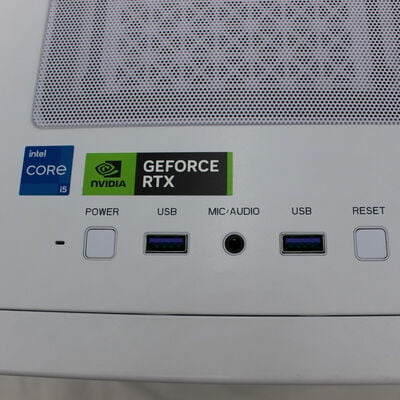 intel
CORE
i5
NVIDIA
GEFORCE
RTX
POWER USB MIC/AUDIO USB RESET